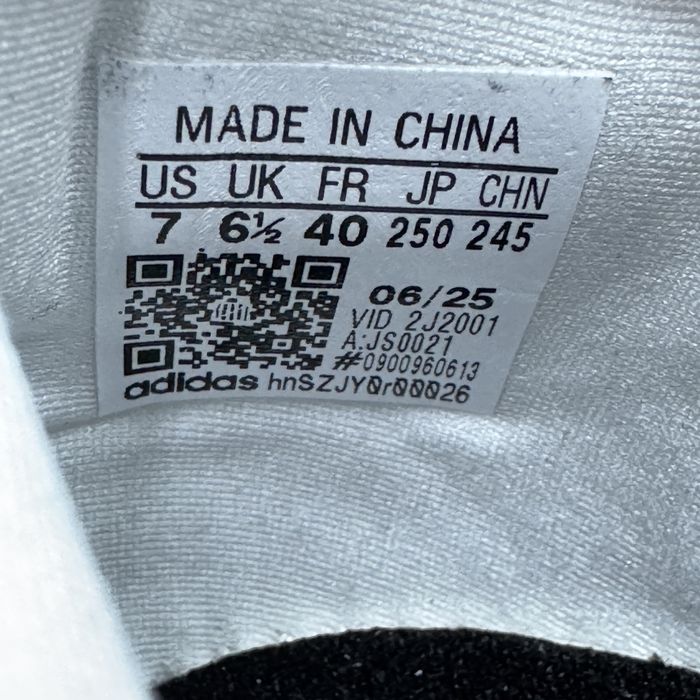 MADE IN CHINA
US UK FR JP CHN
7 6½ 40 250 245
06/25
VID 2J2001
A:JS0021
#0900960613
adidas hnSZJY0r00026